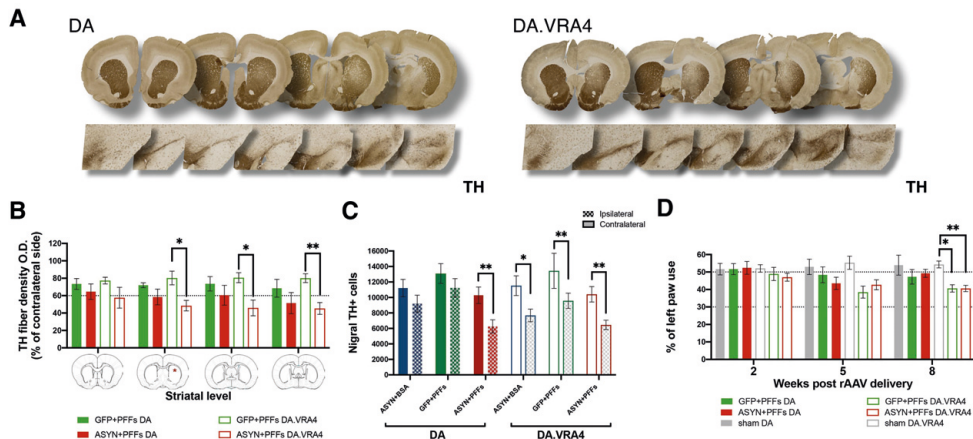 A
DA
DA.VRA4
TH
TH
B
TH fiber density O.D.
(% of contralateral side)
120
100
80
60
40
20
0
*
*
**
Striatal level
GFP+PFFs DA
GFP+PFFs DA.VRA4
ASYN+PFFs DA
ASYN+PFFs DA.VRA4
C
Ipsilateral
Contralateral
Nigral TH+ cells
16000
14000
12000
10000
8000
6000
4000
2000
0
**
*
**
**
ASYN+BSA
GFP+PFFs
ASYN+PFFs
ASYN+BSA
GFP+PFFs
ASYN+PFFs
DA
DA.VRA4
D
% of left paw use
70
60
50
40
30
20
10
0
**
*
2
5
8
Weeks post rAAV delivery
GFP+PFFs DA
GFP+PFFs DA.VRA4
ASYN+PFFs DA
ASYN+PFFs DA.VRA4
sham DA
sham DA.VRA4